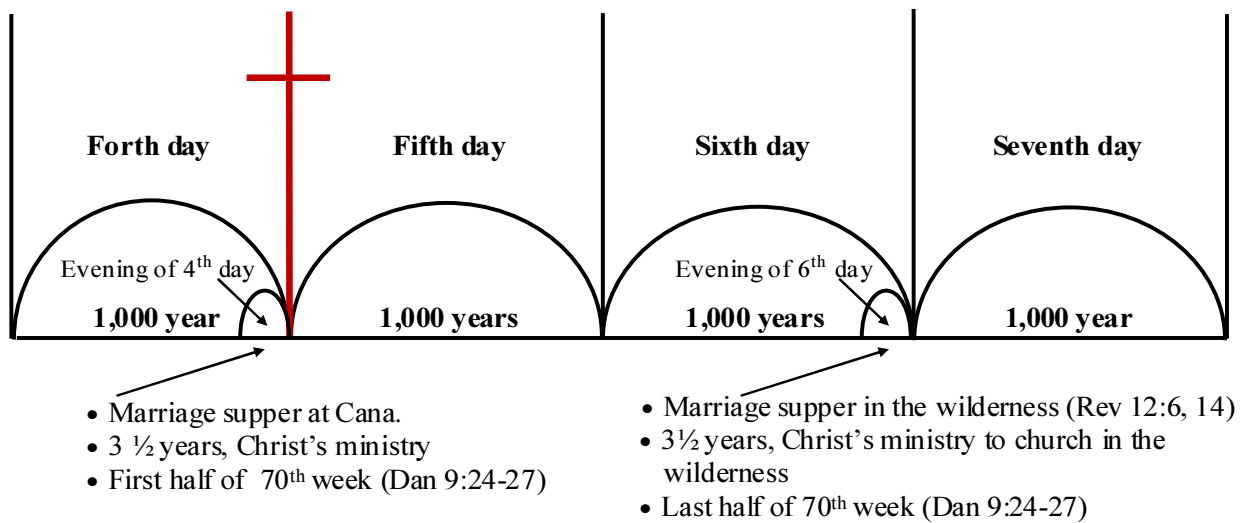 Forth day Fifth day Sixth day Seventh day
Evening of 4th day Evening of 6th day
1,000 year 1,000 years 1,000 years 1,000 year
• Marriage supper at Cana.
• 3 ½ years, Christ's ministry
• First half of 70th week (Dan 9:24-27)
• Marriage supper in the wilderness (Rev 12:6, 14)
• 3½ years, Christ's ministry to church in the
wilderness
• Last half of 70th week (Dan 9:24-27)